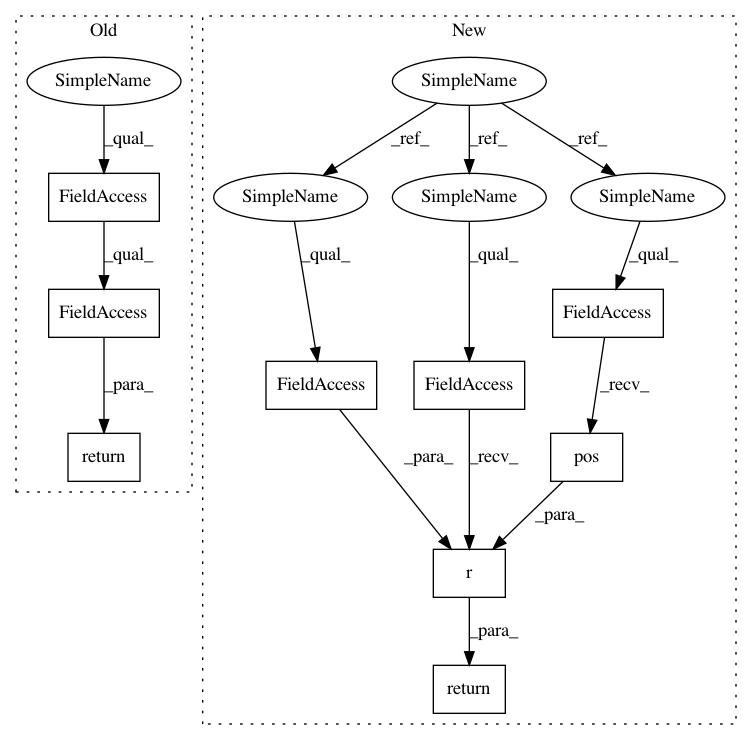 Old
New
SimpleName
SimpleName
_qual_
_ref_
_ref_
_ref_
FieldAccess
SimpleName
SimpleName
SimpleName
_qual_
_qual_
_qual_
_qual_
FieldAccess
FieldAccess
FieldAccess
FieldAccess
_para_
_recv_
return
_para_
_recv_
pos
_para_
r
_para_
return